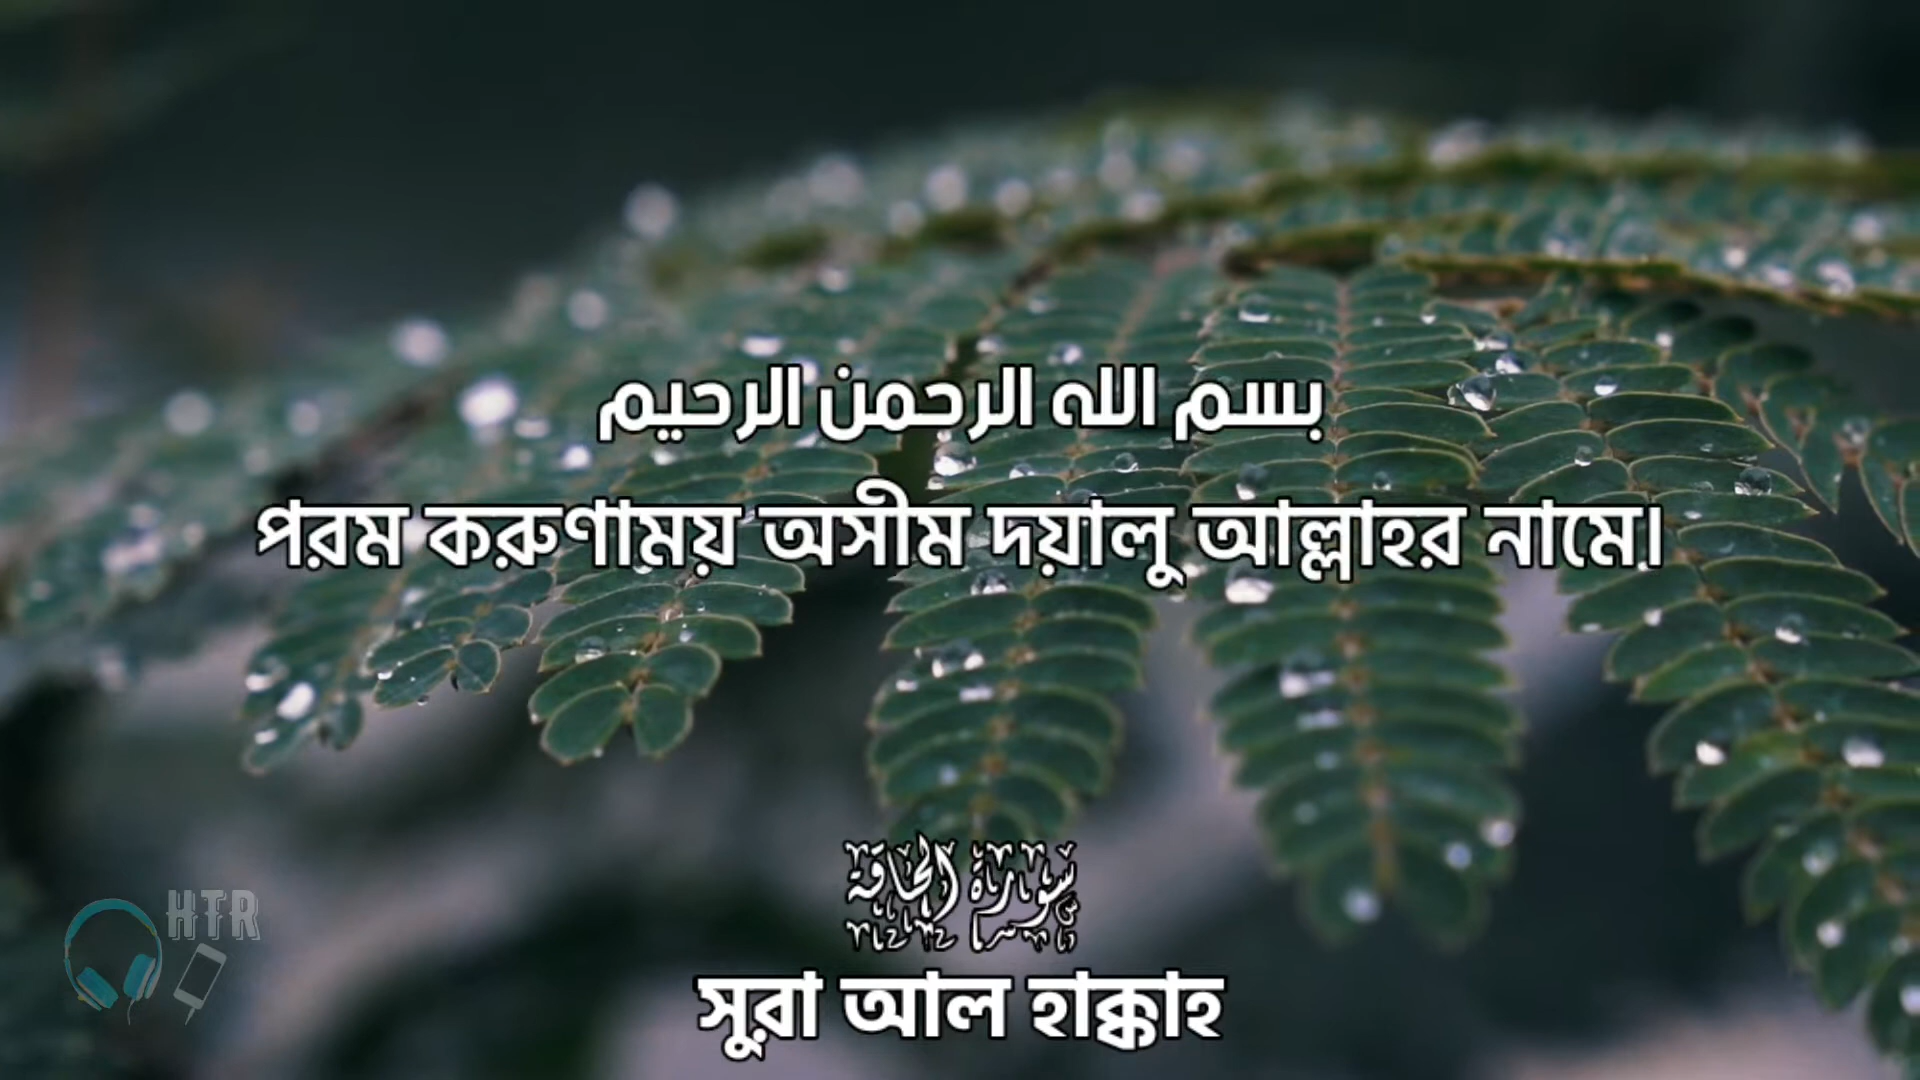 بسم الله الرحمن الرحيم
পরম করুণাময় অসীম দয়ালু আল্লাহর নামে।
سورة الحاقة
HTR
সুরা আল হাক্কাহ